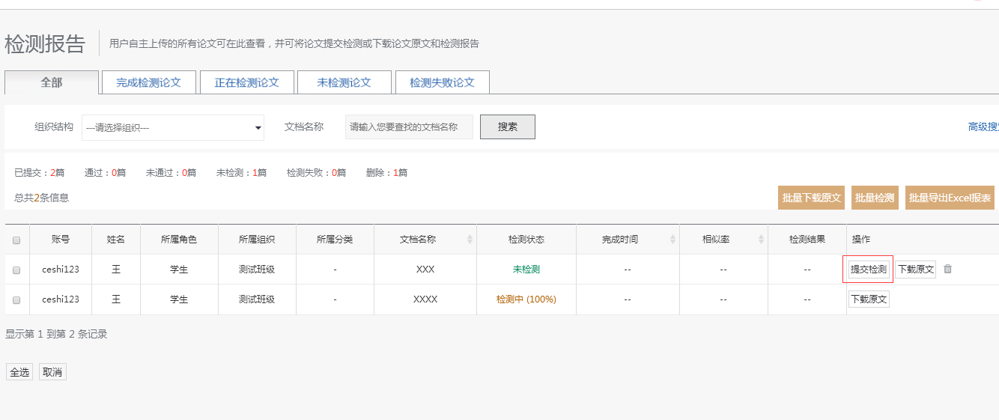 检测报告 用户自主上传的所有论文可在此查看，并可将论文提交检测或下载论文原文和检测报告
全部 完成检测论文 正在检测论文 未检测论文 检测失败论文
组织结构 ---请选择组织--- 文档名称 请输入您要查找的文档名称 搜索 高级搜
已提交：2篇 通过：0篇 未通过：0篇 未检测：1篇 检测失败：0篇 删除：1篇
总共2条信息 批量下载原文 批量检测 批量导出Excel报表
账号 姓名 所属角色 所属组织 所属分类 文档名称 检测状态 完成时间 相似率 检测结果 操作
ceshi123 王 学生 测试班级 - XXX 未检测 -- -- -- 提交检测 下载原文
ceshi123 王 学生 测试班级 - XXXX 检测中 (100%) -- -- -- 下载原文
显示第 1 到第 2 条记录
全选 取消